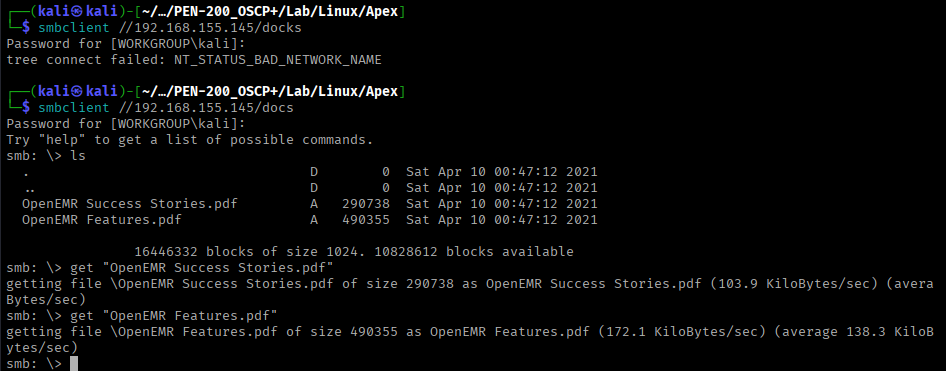 ┌──(kali㉿kali)-[~/…/PEN-200_OSCP+/Lab/Linux/Apex]
└─$ smbclient //192.168.155.145/docks
Password for [WORKGROUP\kali]:
tree connect failed: NT_STATUS_BAD_NETWORK_NAME
┌──(kali㉿kali)-[~/…/PEN-200_OSCP+/Lab/Linux/Apex]
└─$ smbclient //192.168.155.145/docs
Password for [WORKGROUP\kali]:
Try "help" to get a list of possible commands.
smb: \> ls
. D 0 Sat Apr 10 00:47:12 2021
.. D 0 Sat Apr 10 00:47:12 2021
OpenEMR Success Stories.pdf A 290738 Sat Apr 10 00:47:12 2021
OpenEMR Features.pdf A 490355 Sat Apr 10 00:47:12 2021
16446332 blocks of size 1024. 10828612 blocks available
smb: \> get "OpenEMR Success Stories.pdf"
getting file \OpenEMR Success Stories.pdf of size 290738 as OpenEMR Success Stories.pdf (103.9 KiloBytes/sec) (avera
Bytes/sec)
smb: \> get "OpenEMR Features.pdf"
getting file \OpenEMR Features.pdf of size 490355 as OpenEMR Features.pdf (172.1 KiloBytes/sec) (average 138.3 KiloB
ytes/sec)
smb: \>